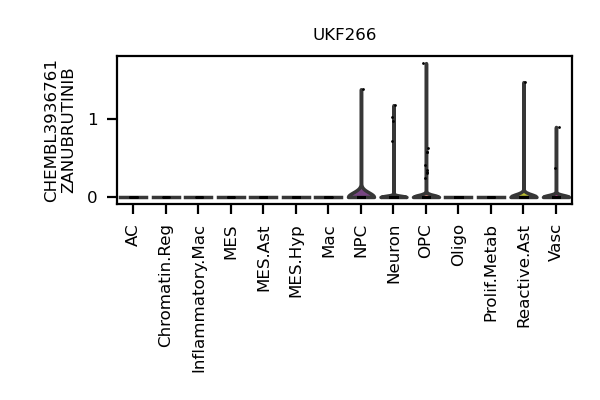 UKF266
CHEMBL3936761
ZANUBRUTINIB
1
0
AC
Chromatin.Reg
Inflammatory.Mac
MES
MES.Ast
MES.Hyp
Mac
NPC
Neuron
OPC
Oligo
Prolif.Metab
Reactive.Ast
Vasc